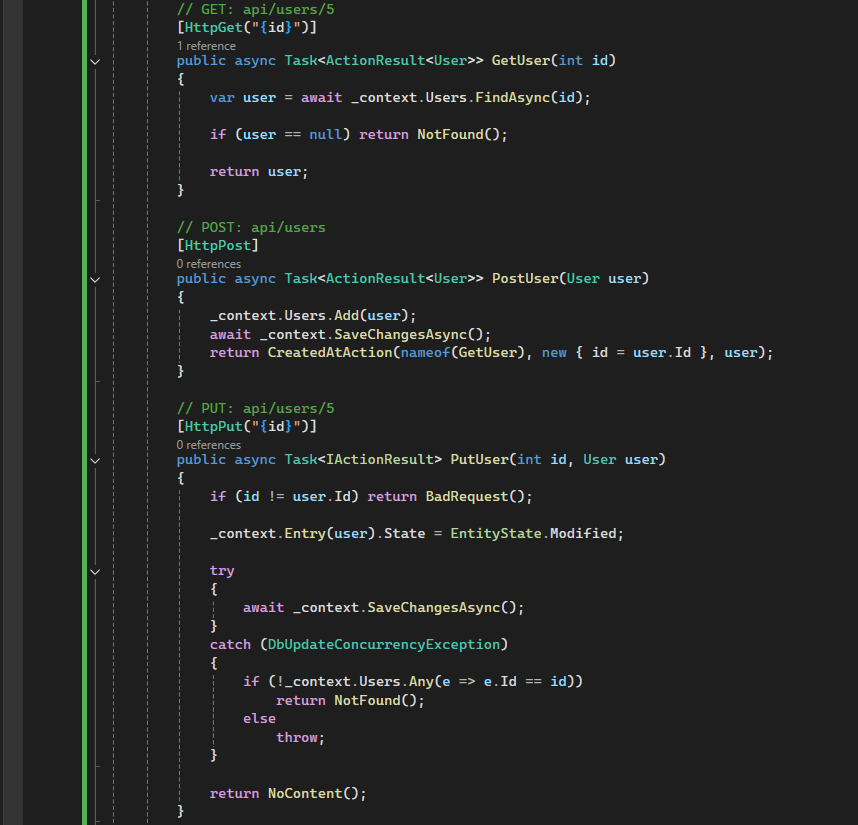 // GET: api/users/5
[HttpGet("{id}")]
1 reference
public async Task<ActionResult<User>> GetUser(int id)
{
var user = await _context.Users.FindAsync(id);
if (user == null) return NotFound();
return user;
}
// POST: api/users
[HttpPost]
0 references
public async Task<ActionResult<User>> PostUser(User user)
{
_context.Users.Add(user);
await _context.SaveChangesAsync();
return CreatedAtAction(nameof(GetUser), new { id = user.Id }, user);
}
// PUT: api/users/5
[HttpPut("{id}")]
0 references
public async Task<IActionResult> PutUser(int id, User user)
{
if (id != user.Id) return BadRequest();
_context.Entry(user).State = EntityState.Modified;
try
{
await _context.SaveChangesAsync();
}
catch (DbUpdateConcurrencyException)
{
if (!_context.Users.Any(e => e.Id == id))
return NotFound();
else
throw;
}
return NoContent();
}